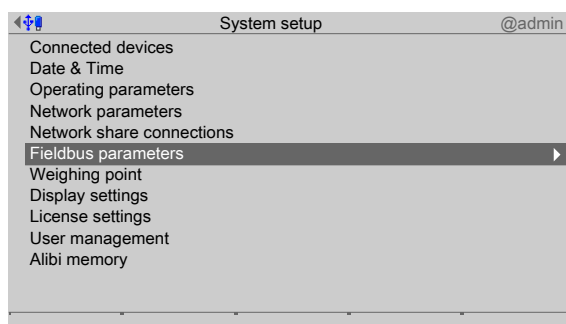 System setup @admin
Connected devices
Date & Time
Operating parameters
Network parameters
Network share connections
Fieldbus parameters
Weighing point
Display settings
License settings
User management
Alibi memory